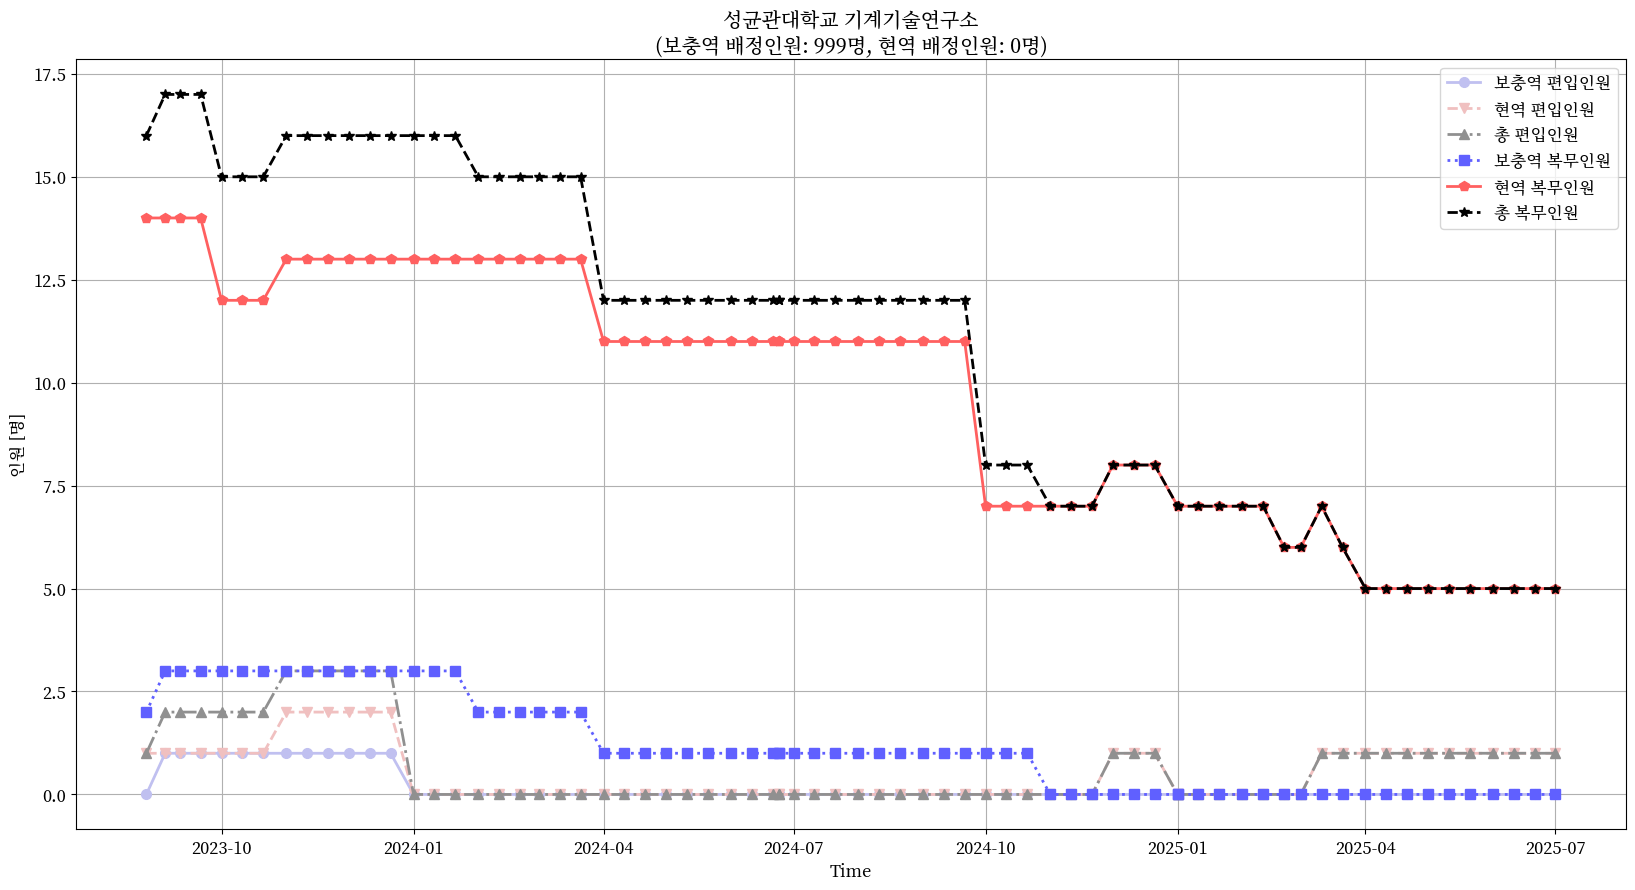 성균관대학교 기계기술연구소
(보충역 배정인원: 999명, 현역 배정인원: 0명)
17.5
15.0
12.5
10.0
7.5
5.0
2.5
0.0
인원 [명]
보충역 편입인원
현역 편입인원
총 편입인원
보충역 복무인원
현역 복무인원
총 복무인원
2023-10
2024-01
2024-04
2024-07
2024-10
2025-01
2025-04
2025-07
Time